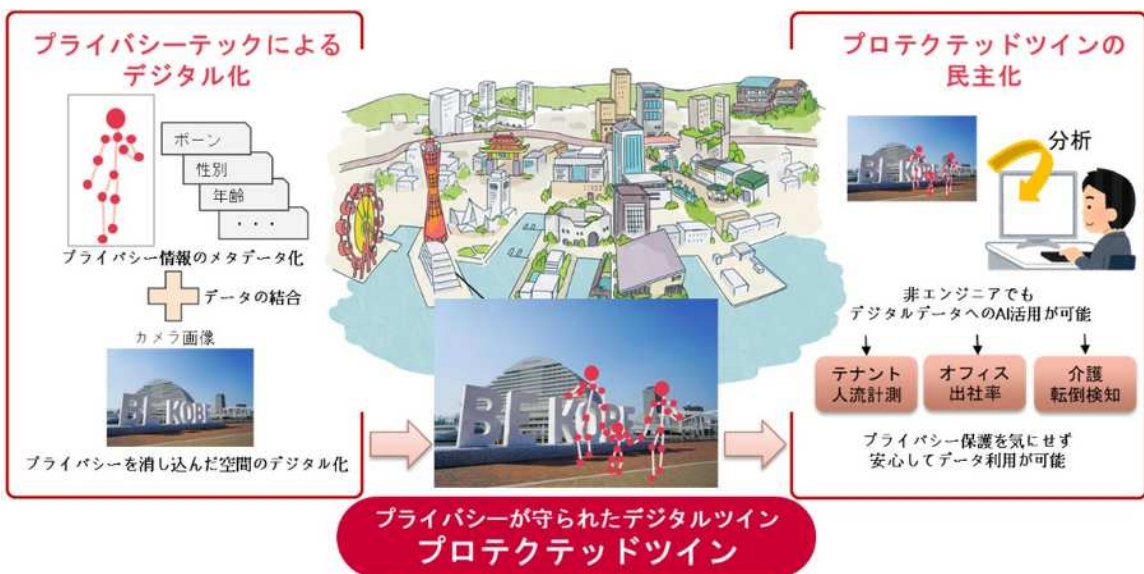 プライバシーテックによる
デジタル化
ボーン
性別
年齢
・・・
プライバシー情報のメタデータ化
データの結合
カメラ画像
BE KOBE
プライバシーを消し込んだ空間のデジタル化
BE KOBE
プライバシーが守られたデジタルツイン
プロテクテッドツイン
プロテクテッドツインの
民主化
BE KOBE
分析
非エンジニアでも
デジタルデータへのAI活用が可能
テナント
人流計測
オフィス
出社率
介護
転倒検知
プライバシー保護を気にせず
安心してデータ利用が可能